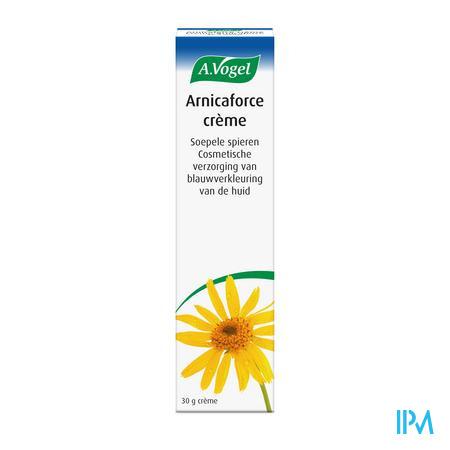 A.Vogel
Arnicaforce
crème
Soepele spieren
Cosmetische
verzorging van
blauwverkleuring
van de huid
30 g crème
IPM